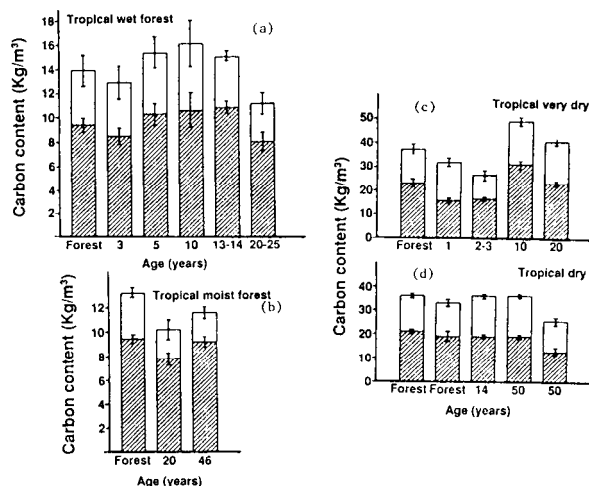 Tropical wet forest
(a)
Carbon content (Kg/m³)
16
14
12
10
8
6
4
2
Forest 3 5 10 13-14 20-25
Age (years)
Tropical moist forest
(b)
Carbon content (Kg/m³)
12
10
8
6
4
2
Forest 20 46
Age (years)
(c)
Tropical very dry
Carbon content (Kg/m³)
50
40
30
20
10
0
Forest 1 2-3 10 20
(d)
Tropical dry
40
30
20
10
0
Forest Forest 14 50 50
Age (years)